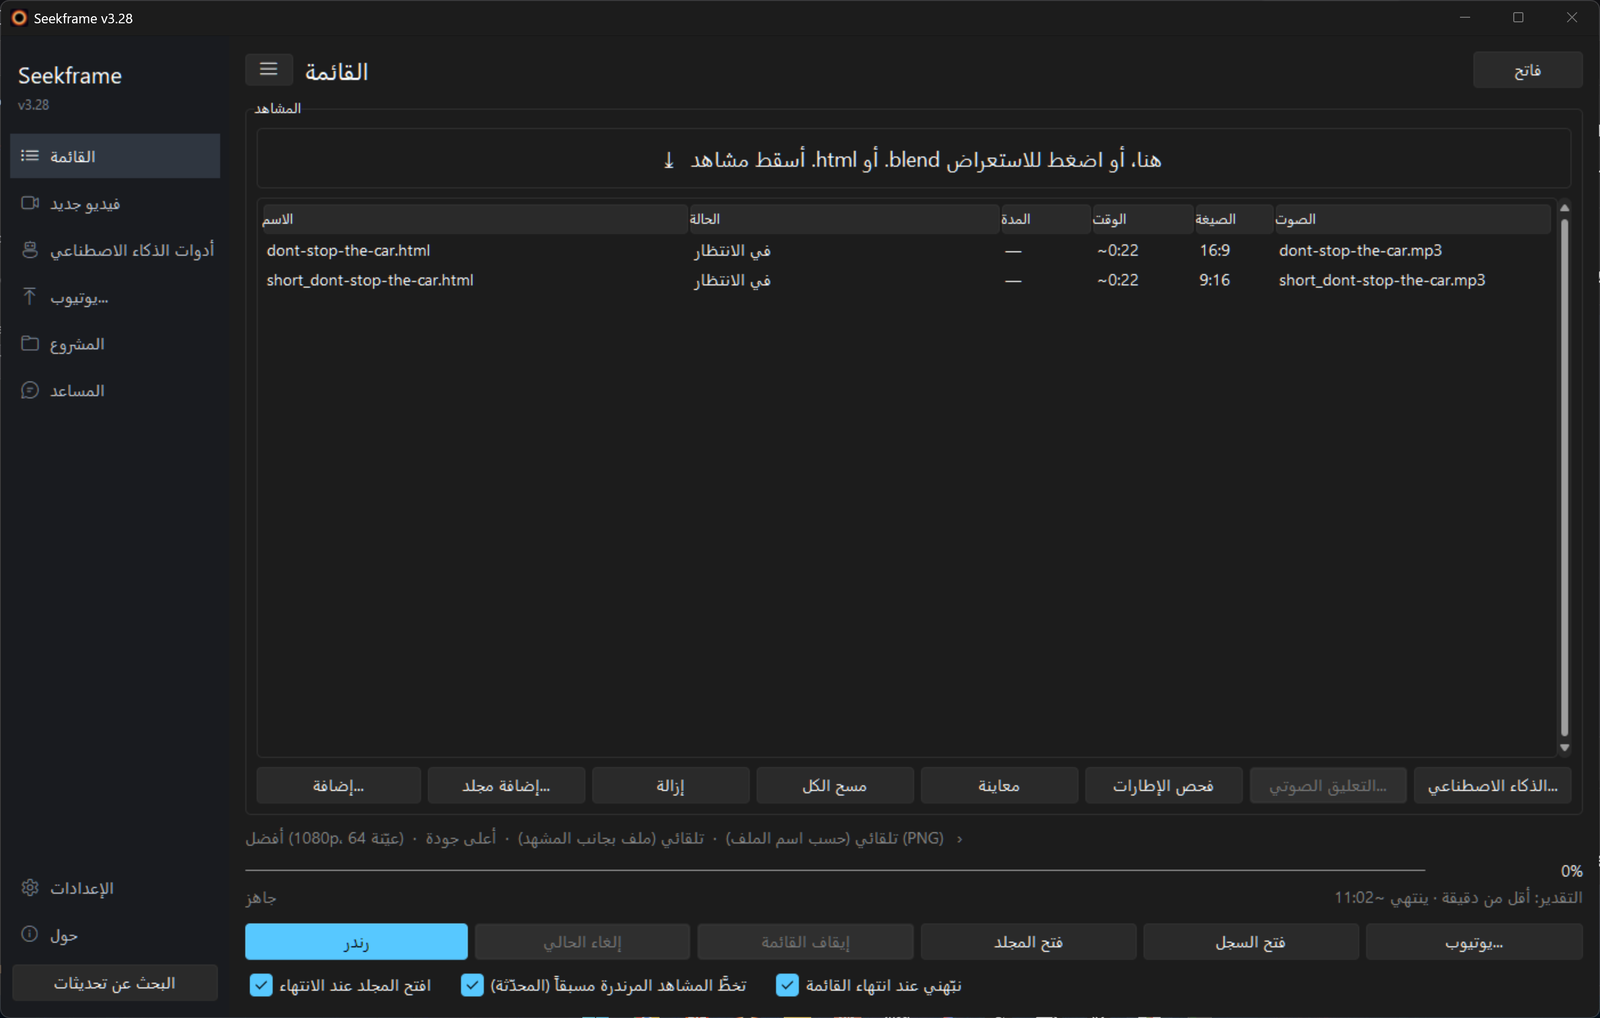 Seekframe v3.28
Seekframe
v3.28
القائمة
فيديو جديد
أدوات الذكاء الاصطناعي
يوتيوب...
المشروع
المساعد
الإعدادات
حول
البحث عن تحديثات
القائمة
فاتح
المشاهد
↓ أسقط مشاهد .html أو .blend هنا، أو اضغط للاستعراض
الاسم الحالة المدة الوقت الصيغة الصوت
dont-stop-the-car.html في الانتظار — ~0:22 16:9 dont-stop-the-car.mp3
short_dont-stop-the-car.html في الانتظار — ~0:22 9:16 short_dont-stop-the-car.mp3
إضافة... إضافة مجلد... إزالة مسح الكل معاينة فحص الإطارات التعليق الصوتي... الذكاء الاصطناعي...
أفضل (1080p، 64 عيّنة) · أعلى جودة · تلقائي (ملف بجانب المشهد) · تلقائي (حسب اسم الملف) (PNG) ›
0%
جاهز
التقدير: أقل من دقيقة · ينتهي ~11:02
رندر إلغاء الحالي إيقاف القائمة فتح المجلد فتح السجل يوتيوب...
افتح المجلد عند الانتهاء تخطَّ المشاهد المرندرة مسبقاً (المحدّثة) نبّهني عند انتهاء القائمة